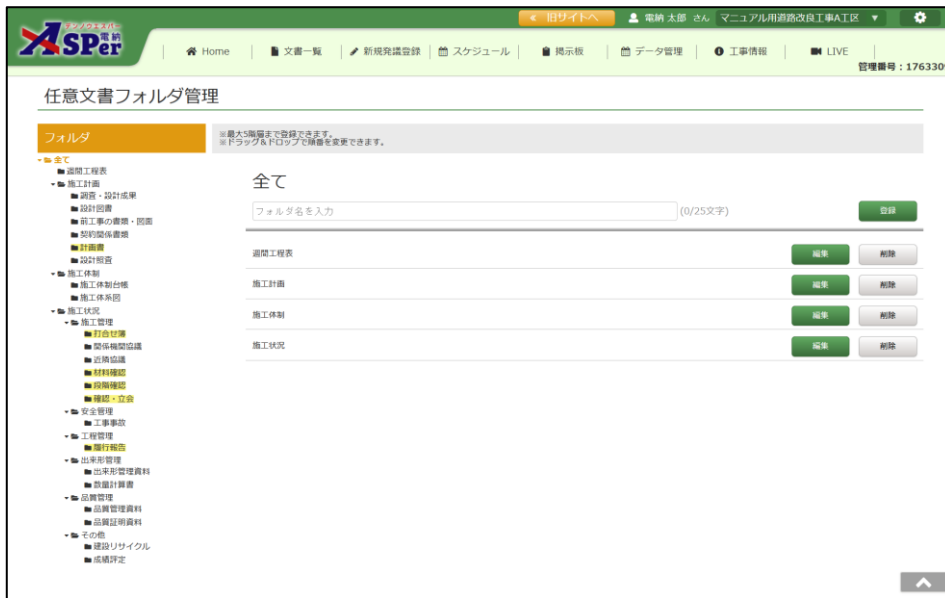 デンノウエスパー
ASPer 電納
« 旧サイトへ
電納 太郎 さん
マニュアル用道路改良工事A工区 ▼
Home
文書一覧
新規発議登録
スケジュール
掲示板
データ管理
工事情報
LIVE
管理番号：176330
任意文書フォルダ管理
フォルダ
※最大5階層まで登録できます。
※ドラッグ＆ドロップで順番を変更できます。
全て
週間工程表
施工計画
調査・設計成果
設計図書
前工事の書類・図面
契約関係書類
計画書
設計照査
施工体制
施工体制台帳
施工体系図
施工状況
施工管理
打合せ簿
関係機関協議
近隣協議
材料確認
段階確認
確認・立会
安全管理
工事事故
工程管理
履行報告
出来形管理
出来形管理資料
数量計算書
品質管理
品質管理資料
品質証明資料
その他
建設リサイクル
成績評定
全て
フォルダ名を入力 (0/25文字) 登録
週間工程表 編集 削除
施工計画 編集 削除
施工体制 編集 削除
施工状況 編集 削除